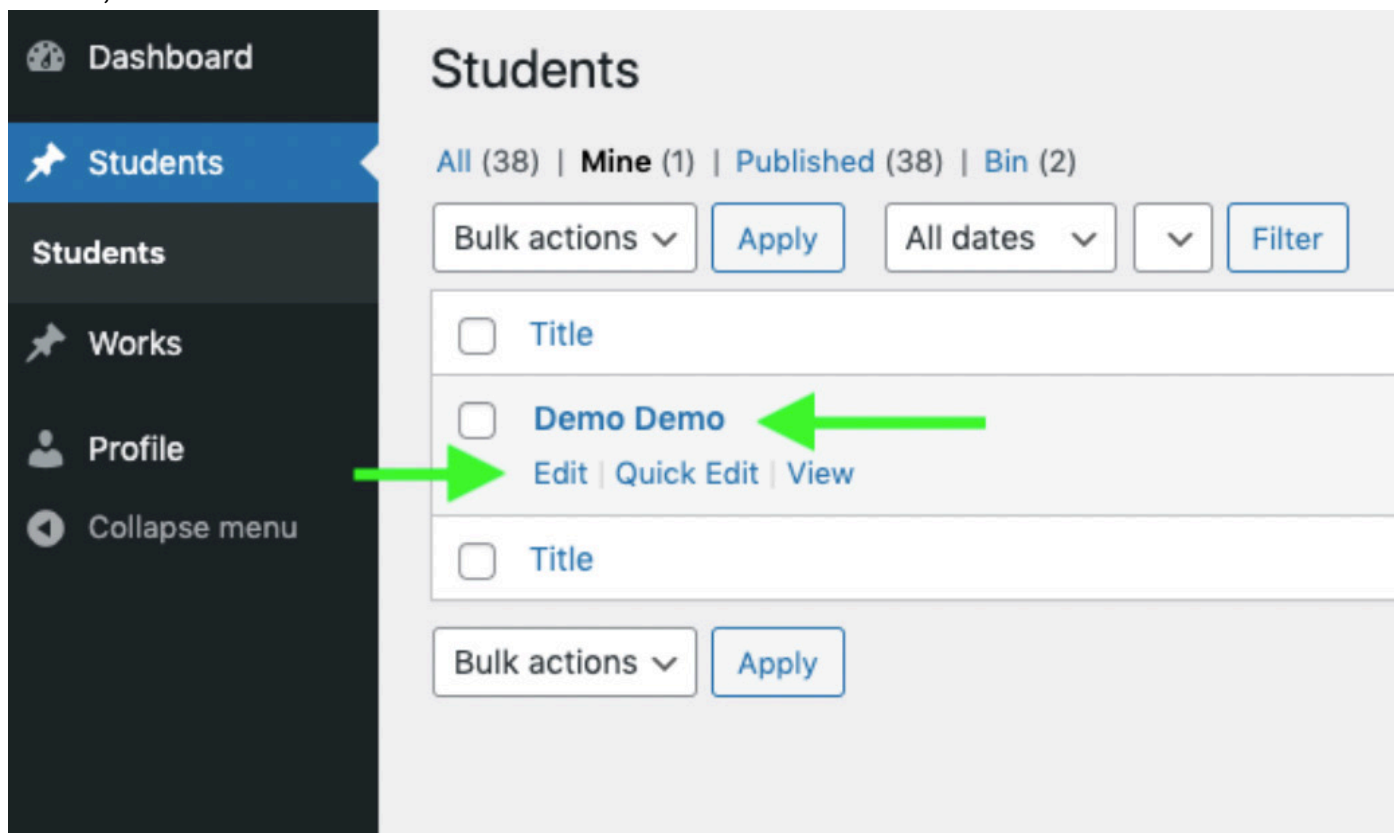 Dashboard
Students
Students
Works
Profile
Collapse menu
Students
All (38) | Mine (1) | Published (38) | Bin (2)
Bulk actions Apply All dates Filter
Title
Demo Demo
Edit | Quick Edit | View
Title
Bulk actions Apply